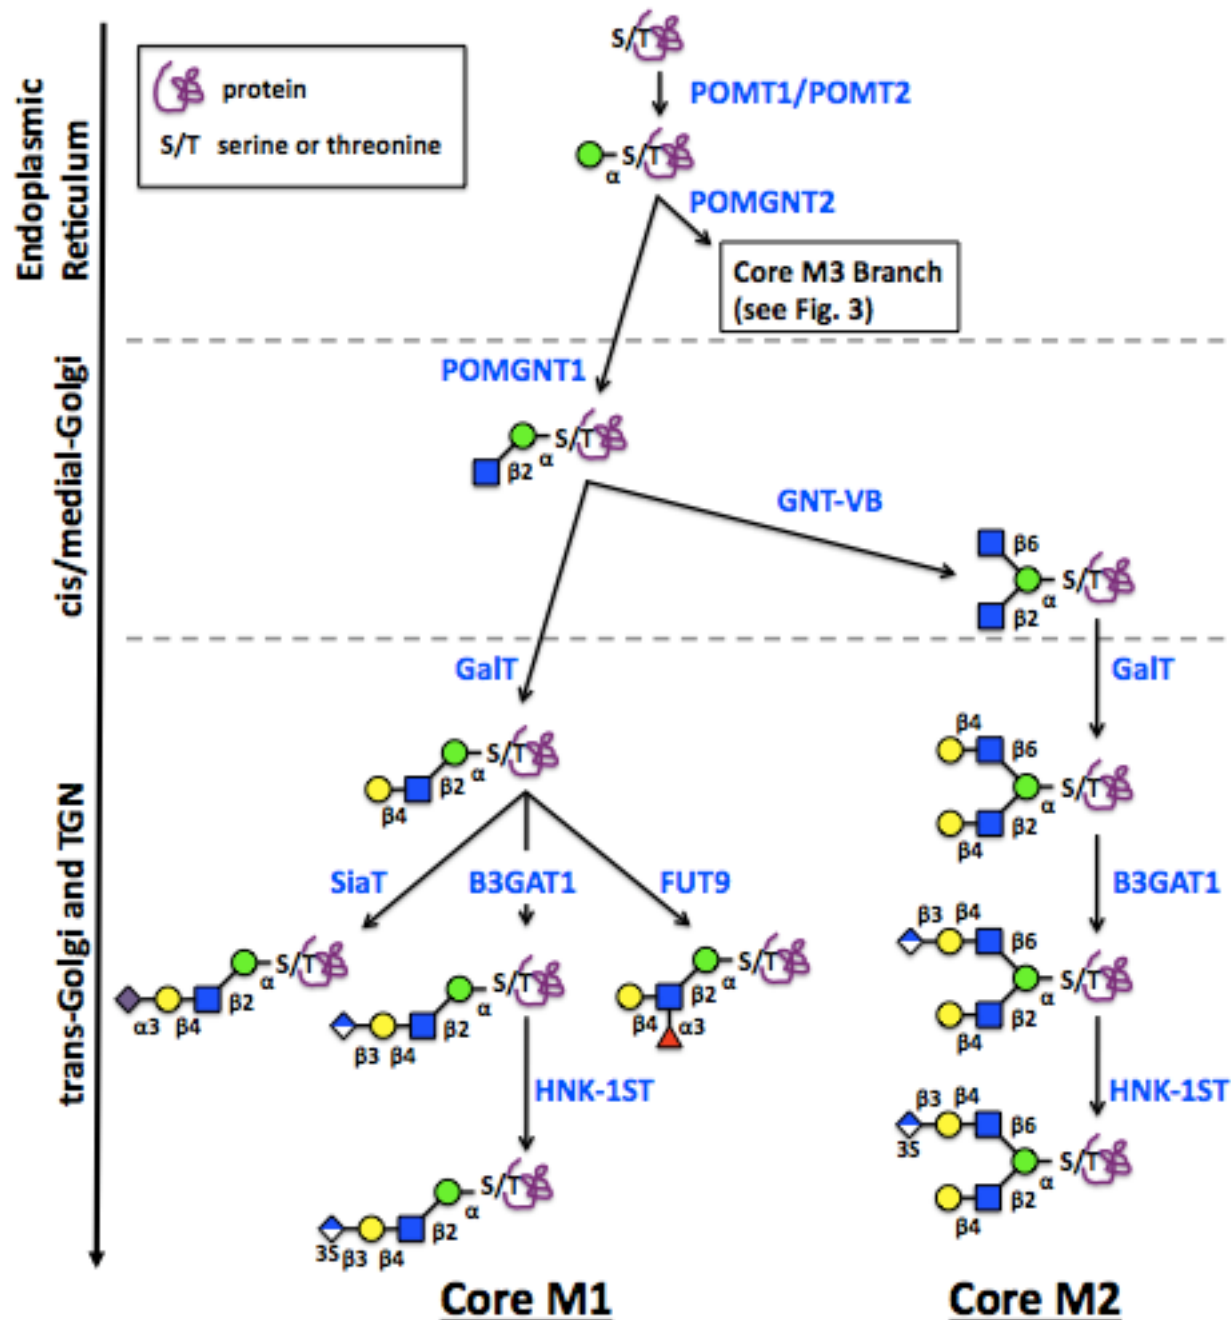 S/T
protein
S/T serine or threonine
POMT1/POMT2
S/T
α
POMGNT2
Core M3 Branch
(see Fig. 3)
Endoplasmic
Reticulum
POMGNT1
S/T
β2 α
GNT-VB
β6
S/T
β2 α
cis/medial-Golgi
GalT
GalT
S/T
β4 β2 α
β4 β6
S/T
α
β4 β2
SiaT
B3GAT1
FUT9
B3GAT1
S/T
α3 β4 β2 α
S/T
β3 β4 β2 α
S/T
β4 α3 β2 α
β3 β4 β6
S/T
α
β4 β2
HNK-1ST
HNK-1ST
S/T
3S β3 β4 β2 α
β3 β4 β6
3S
S/T
α
β4 β2
trans-Golgi and TGN
Core M1
Core M2